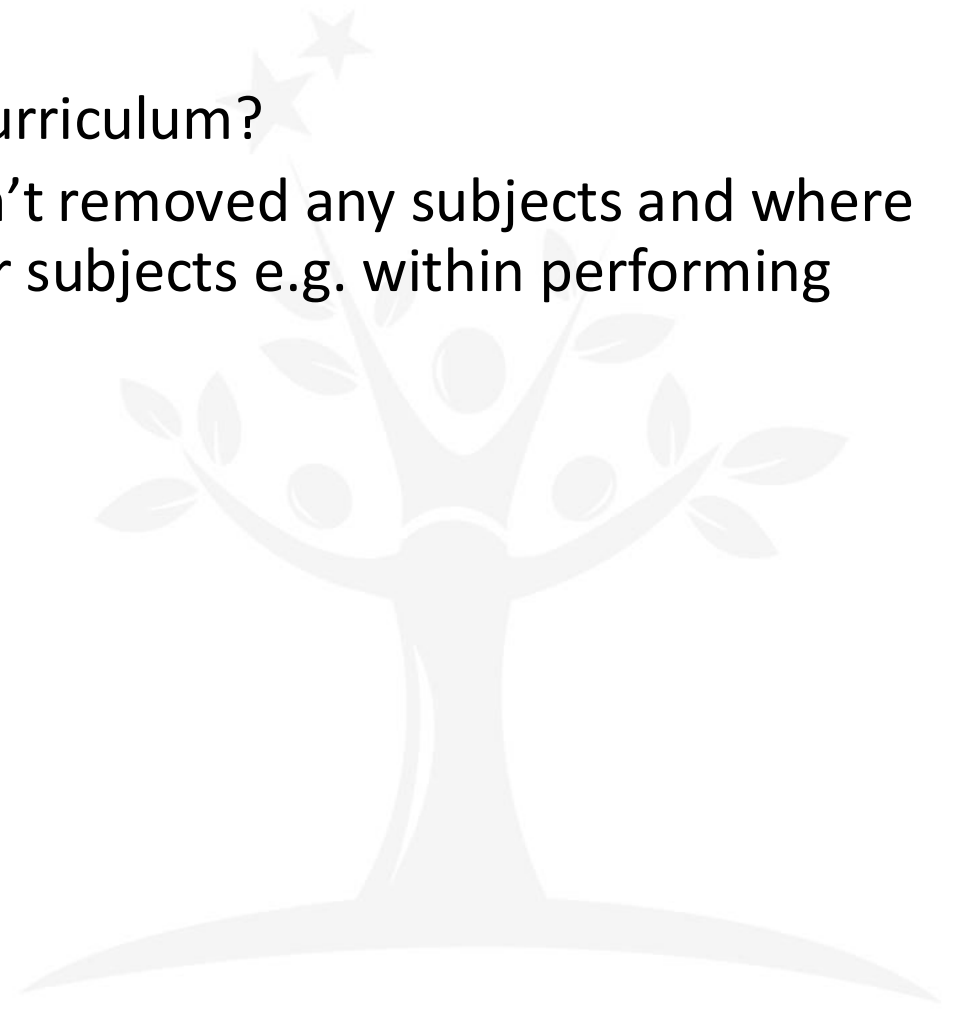 urriculum?
n't removed any subjects and where
r subjects e.g. within performing